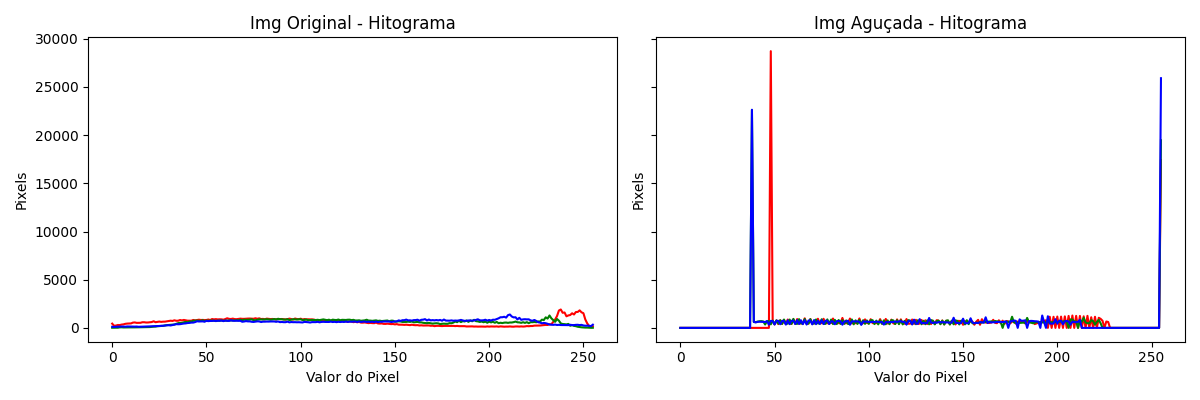 Img Original - Hitograma
30000
25000
20000
15000
10000
5000
0
Pixels
0 50 100 150 200 250
Valor do Pixel
Img Aguçada - Hitograma
Pixels
0 50 100 150 200 250
Valor do Pixel